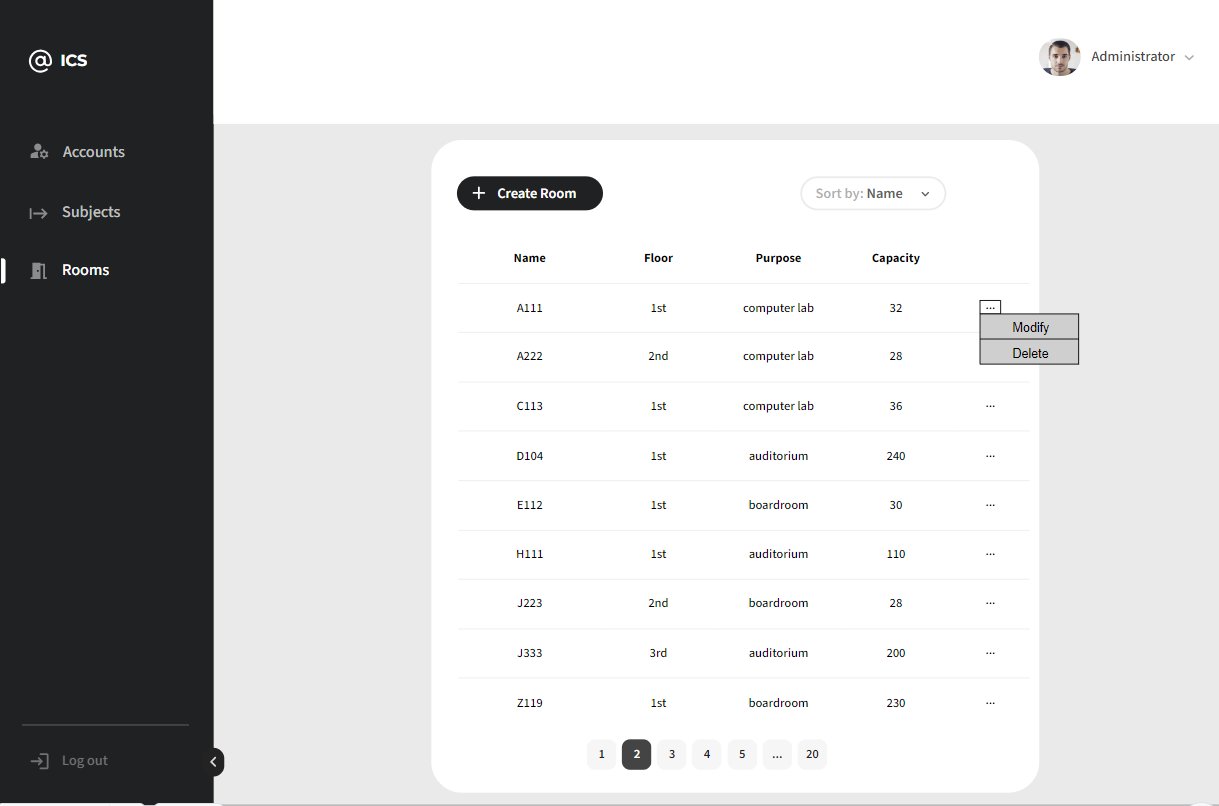 @ ICS
Administrator
Accounts
Subjects
Rooms
Log out
+ Create Room
Sort by: Name
Name Floor Purpose Capacity
A111 1st computer lab 32 ...
Modify
Delete
A222 2nd computer lab 28
C113 1st computer lab 36 ...
D104 1st auditorium 240 ...
E112 1st boardroom 30 ...
H111 1st auditorium 110 ...
J223 2nd boardroom 28 ...
J333 3rd auditorium 200 ...
Z119 1st boardroom 230 ...
1 2 3 4 5 ... 20